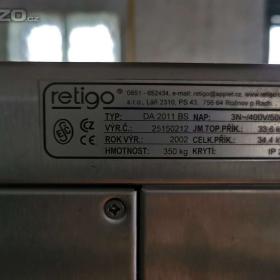 zo.cz
retigo®
0651 - 652434, e-mail: retigo@applet.cz, www.retigo.c
s.r.o., Láň 2310, PS 43, 756 64 Rožnov p.Radh.
TYP: DA 2011 BS NAP: 3N~/400V/50
VÝR.Č.: 25150212 JM.TOP.PŘÍK.: 33,6
ROK VÝR.: 2002 CELK.PŘÍK.: 34,4
HMOTNOST: 350 kg KRYTÍ: IP